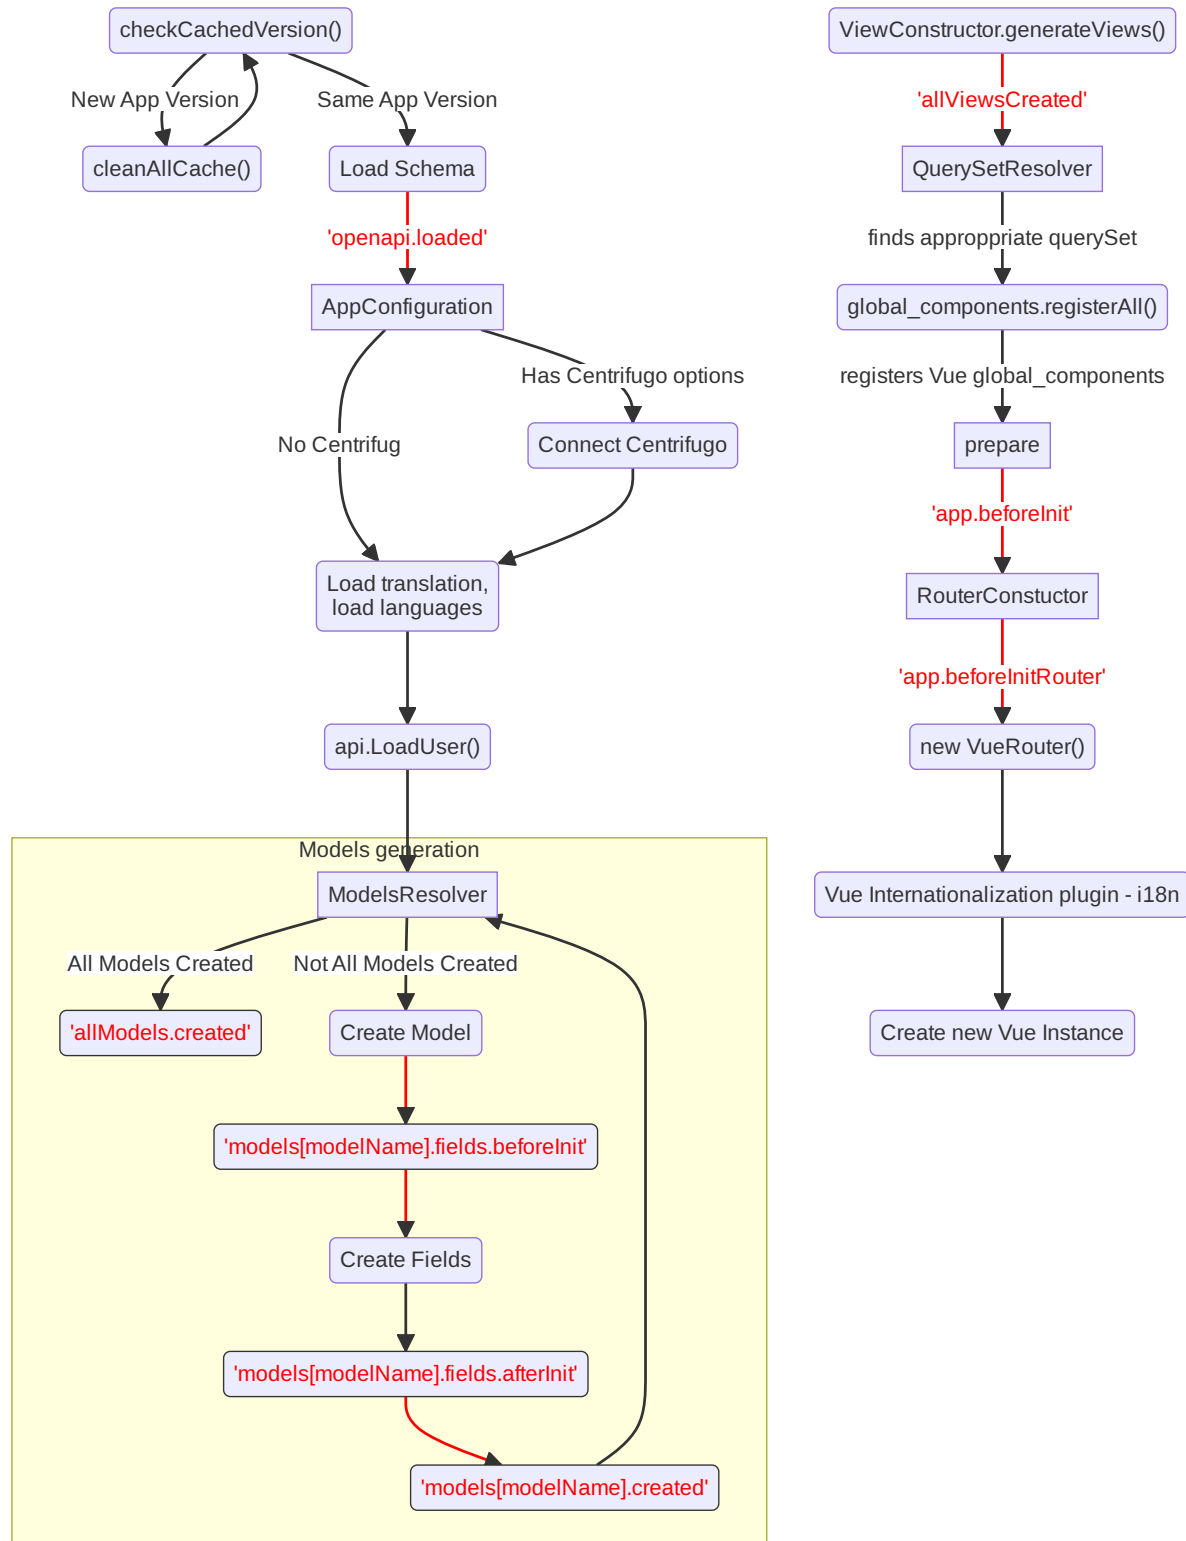 checkCachedVersion()
New App Version
Same App Version
cleanAllCache()
Load Schema
'openapi.loaded'
AppConfiguration
Has Centrifugo options
No Centrifug
Connect Centrifugo
Load translation,
load languages
api.LoadUser()
Models generation
ModelsResolver
All Models Created
Not All Models Created
'allModels.created'
Create Model
'models[modelName].fields.beforeInit'
Create Fields
'models[modelName].fields.afterInit'
'models[modelName].created'
ViewConstructor.generateViews()
'allViewsCreated'
QuerySetResolver
finds approppriate querySet
global_components.registerAll()
registers Vue global_components
prepare
'app.beforeInit'
RouterConstuctor
'app.beforeInitRouter'
new VueRouter()
Vue Internationalization plugin - i18n
Create new Vue Instance